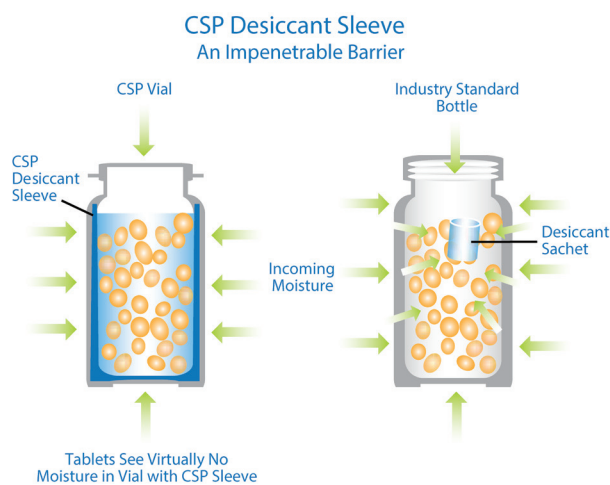 CSP Desiccant Sleeve
An Impenetrable Barrier
CSP Vial
Industry Standard
Bottle
CSP
Desiccant
Sleeve
Desiccant
Sachet
Incoming
Moisture
Tablets See Virtually No
Moisture in Vial with CSP Sleeve